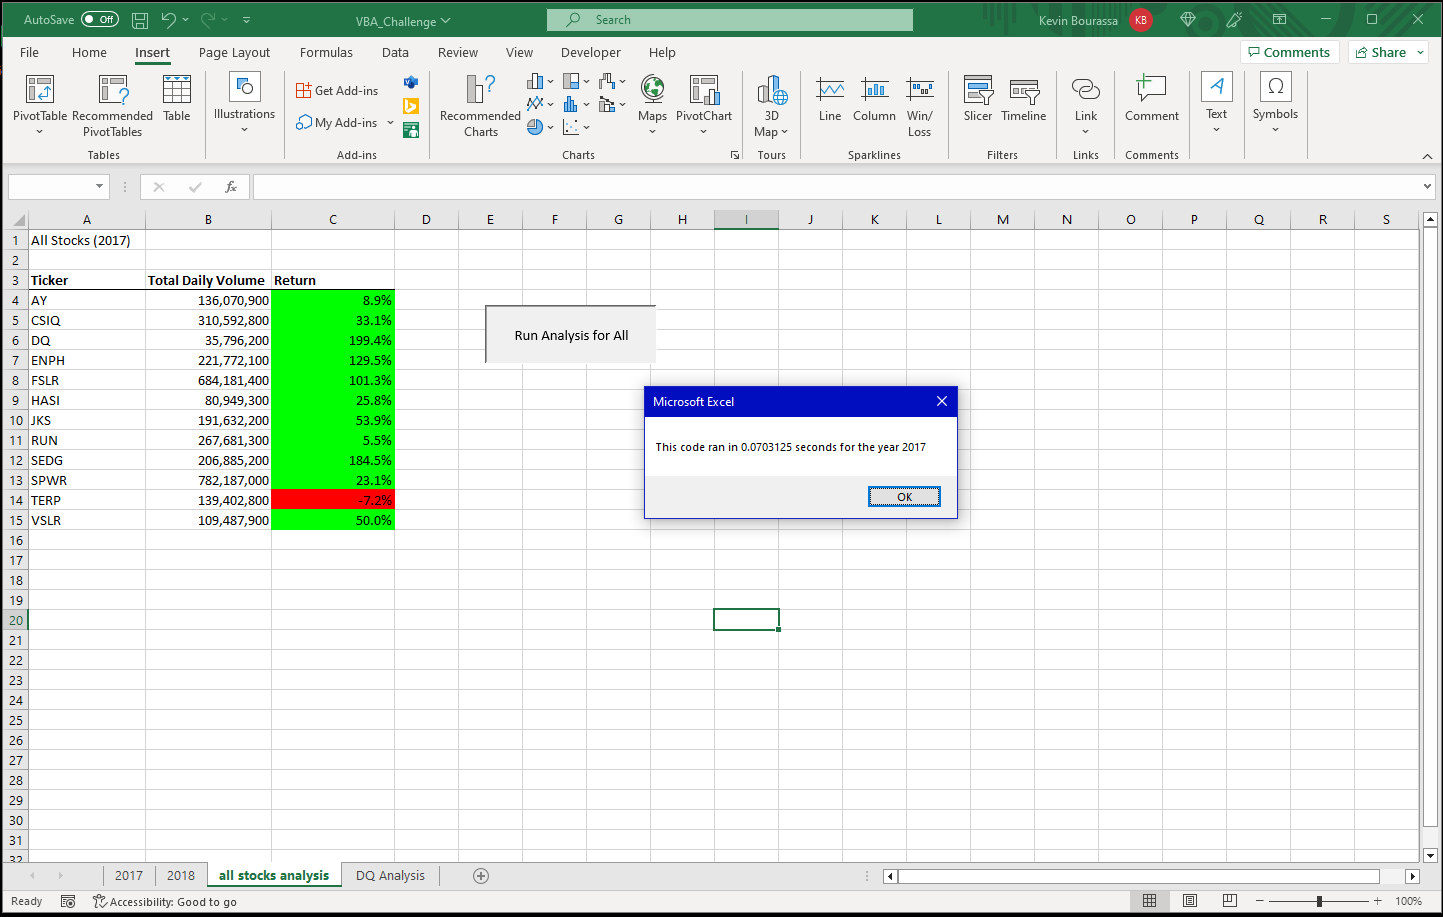 AutoSave Off VBA_Challenge Search Kevin Bourassa KB
File Home Insert Page Layout Formulas Data Review View Developer Help Comments Share
PivotTable Recommended PivotTables Table
Tables
Illustrations
Get Add-ins
My Add-ins
Add-ins
Recommended Charts
Maps PivotChart
Charts
3D Map
Tours
Line Column Win/Loss
Sparklines
Slicer Timeline
Filters
Link
Links
Comment
Comments
Text
Symbols
fx
A B C D E F G H I J K L M N O P Q R S
1 All Stocks (2017)
2
3 Ticker Total Daily Volume Return
4 AY 136,070,900 8.9%
5 CSIQ 310,592,800 33.1%
6 DQ 35,796,200 199.4%
7 ENPH 221,772,100 129.5%
8 FSLR 684,181,400 101.3%
9 HASI 80,949,300 25.8%
10 JKS 191,632,200 53.9%
11 RUN 267,681,300 5.5%
12 SEDG 206,885,200 184.5%
13 SPWR 782,187,000 23.1%
14 TERP 139,402,800 -7.2%
15 VSLR 109,487,900 50.0%
16
17
18
19
20
21
22
23
24
25
26
27
28
29
30
31
32
Run Analysis for All
Microsoft Excel
This code ran in 0.0703125 seconds for the year 2017
OK
2017 2018 all stocks analysis DQ Analysis
Ready Accessibility: Good to go 100%